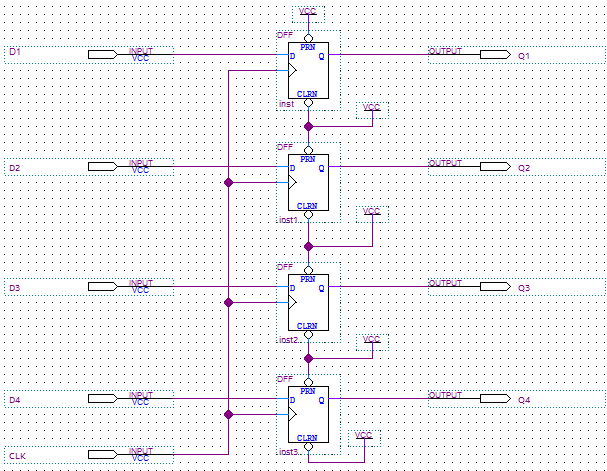 VCC
DFF
D1 INPUT VCC PRN D Q OUTPUT Q1
CLRN
inst
VCC
DFF
D2 INPUT VCC PRN D Q OUTPUT Q2
CLRN
inst1
VCC
DFF
D3 INPUT VCC PRN D Q OUTPUT Q3
CLRN
inst2
VCC
DFF
D4 INPUT VCC PRN D Q OUTPUT Q4
CLRN
VCC
inst3
CLK INPUT VCC